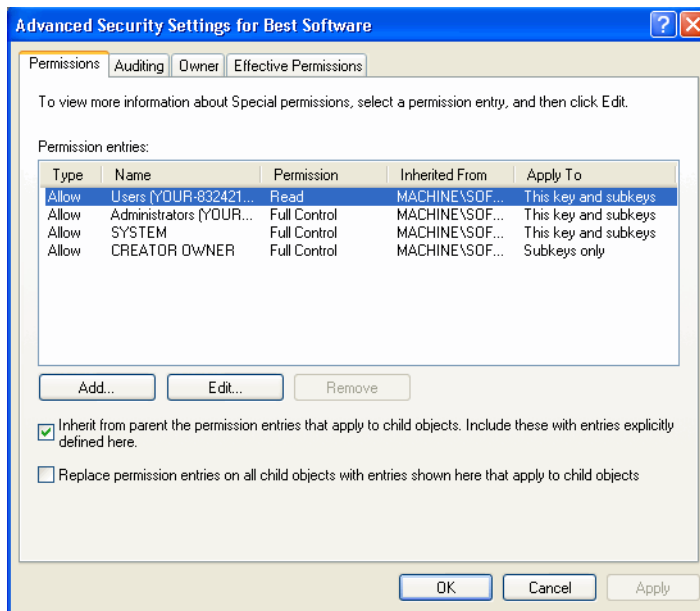 Advanced Security Settings for Best Software
Permissions Auditing Owner Effective Permissions
To view more information about Special permissions, select a permission entry, and then click Edit.
Permission entries:
Type Name Permission Inherited From Apply To
Allow Users (YOUR-832421... Read MACHINE\SOF... This key and subkeys
Allow Administrators (YOUR... Full Control MACHINE\SOF... This key and subkeys
Allow SYSTEM Full Control MACHINE\SOF... This key and subkeys
Allow CREATOR OWNER Full Control MACHINE\SOF... Subkeys only
Add... Edit... Remove
Inherit from parent the permission entries that apply to child objects. Include these with entries explicitly
defined here.
Replace permission entries on all child objects with entries shown here that apply to child objects
OK Cancel Apply